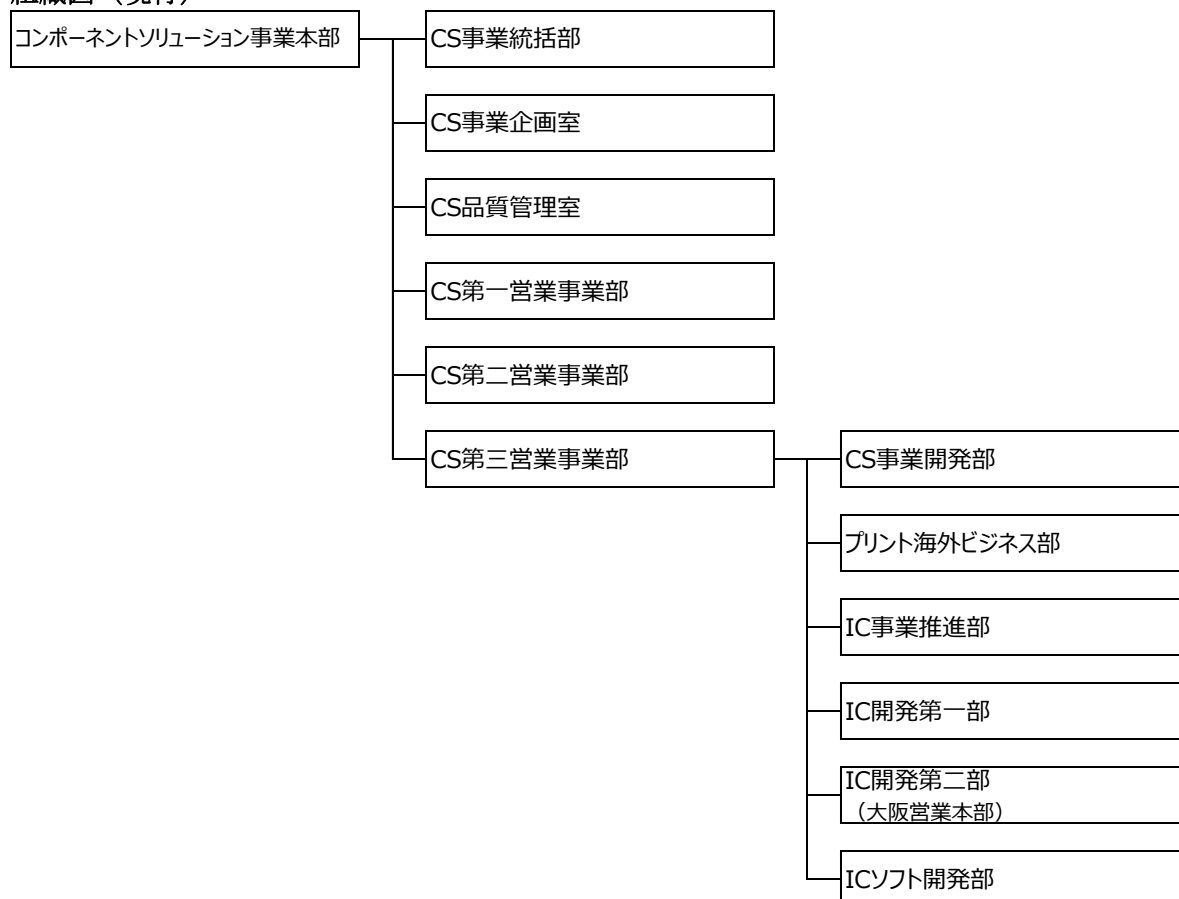 コンポーネントソリューション事業本部
CS事業統括部
CS事業企画室
CS品質管理室
CS第一営業事業部
CS第二営業事業部
CS第三営業事業部
CS事業開発部
プリント海外ビジネス部
IC事業推進部
IC開発第一部
IC開発第二部
（大阪営業本部）
ICソフト開発部